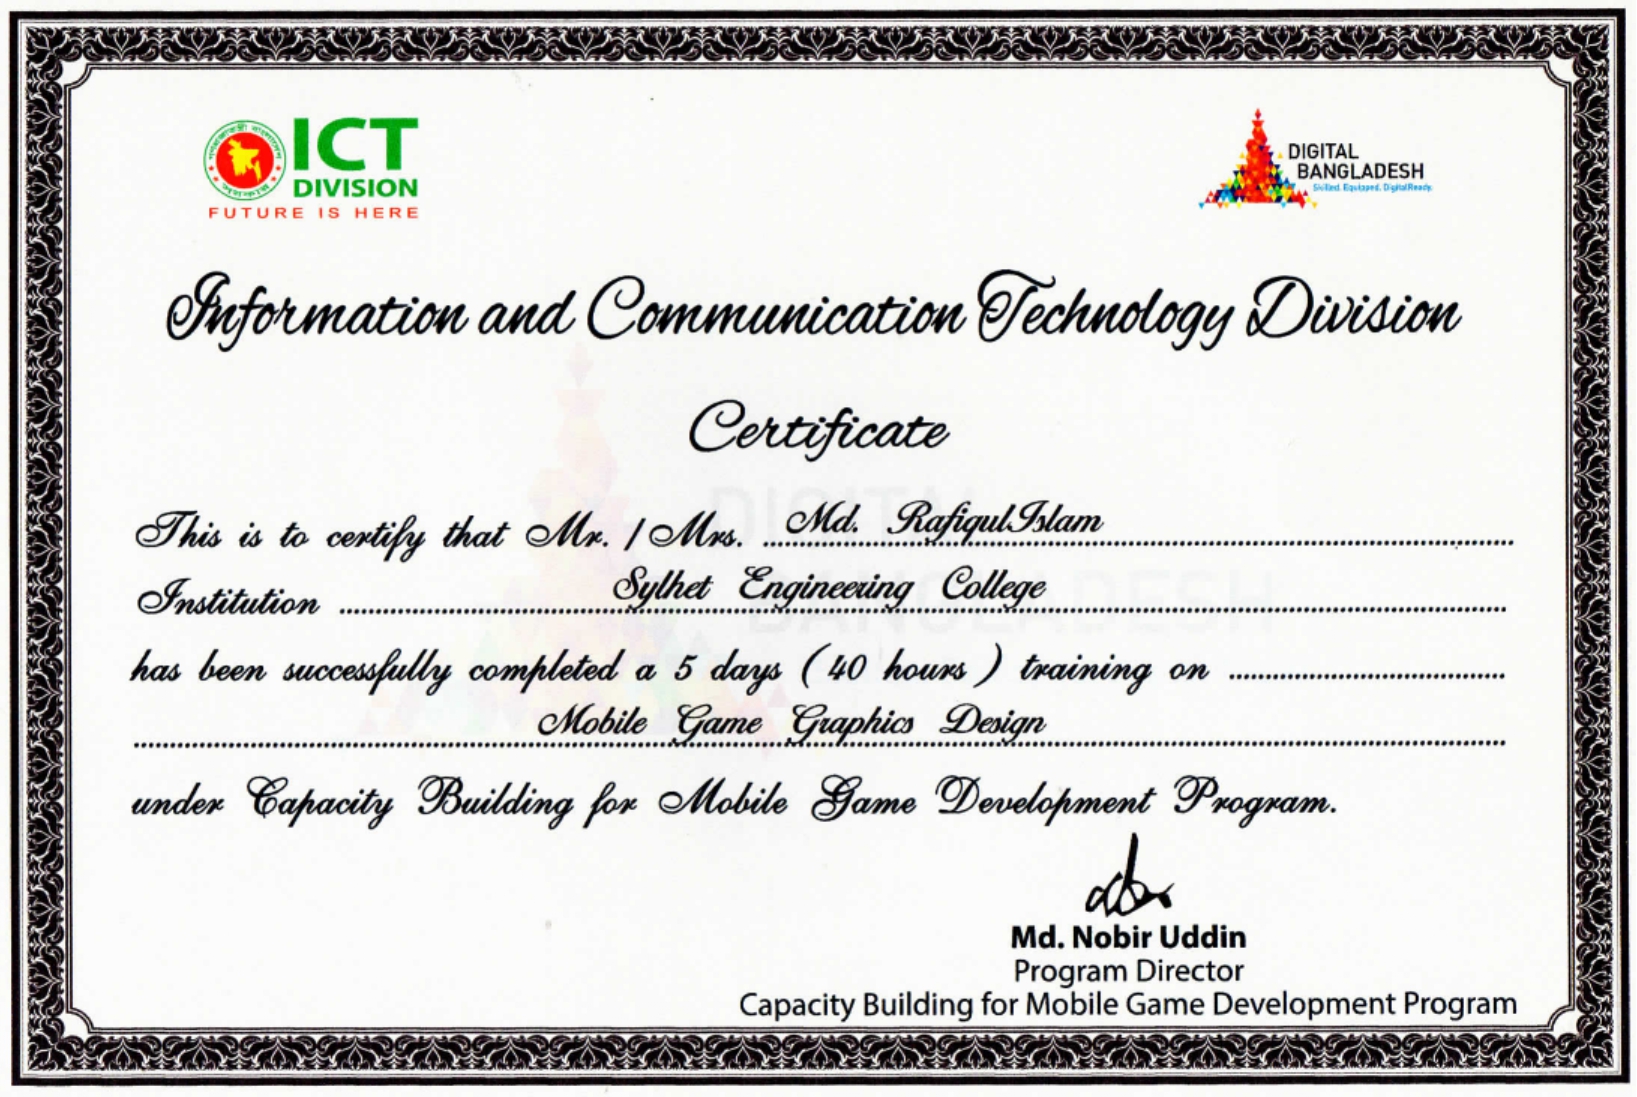 ICT
DIVISION
FUTURE IS HERE
DIGITAL
BANGLADESH
Skilled. Equipped. DigitalReady.
Information and Communication Technology Division
Certificate
This is to certify that Mr. / Mrs. Md. Rafiqul Islam
Institution Sylhet Engineering College
has been successfully completed a 5 days ( 40 hours ) training on
Mobile Game Graphics Design
under Capacity Building for Mobile Game Development Program.
Md. Nobir Uddin
Program Director
Capacity Building for Mobile Game Development Program
DIGITAL
BANGLADESH